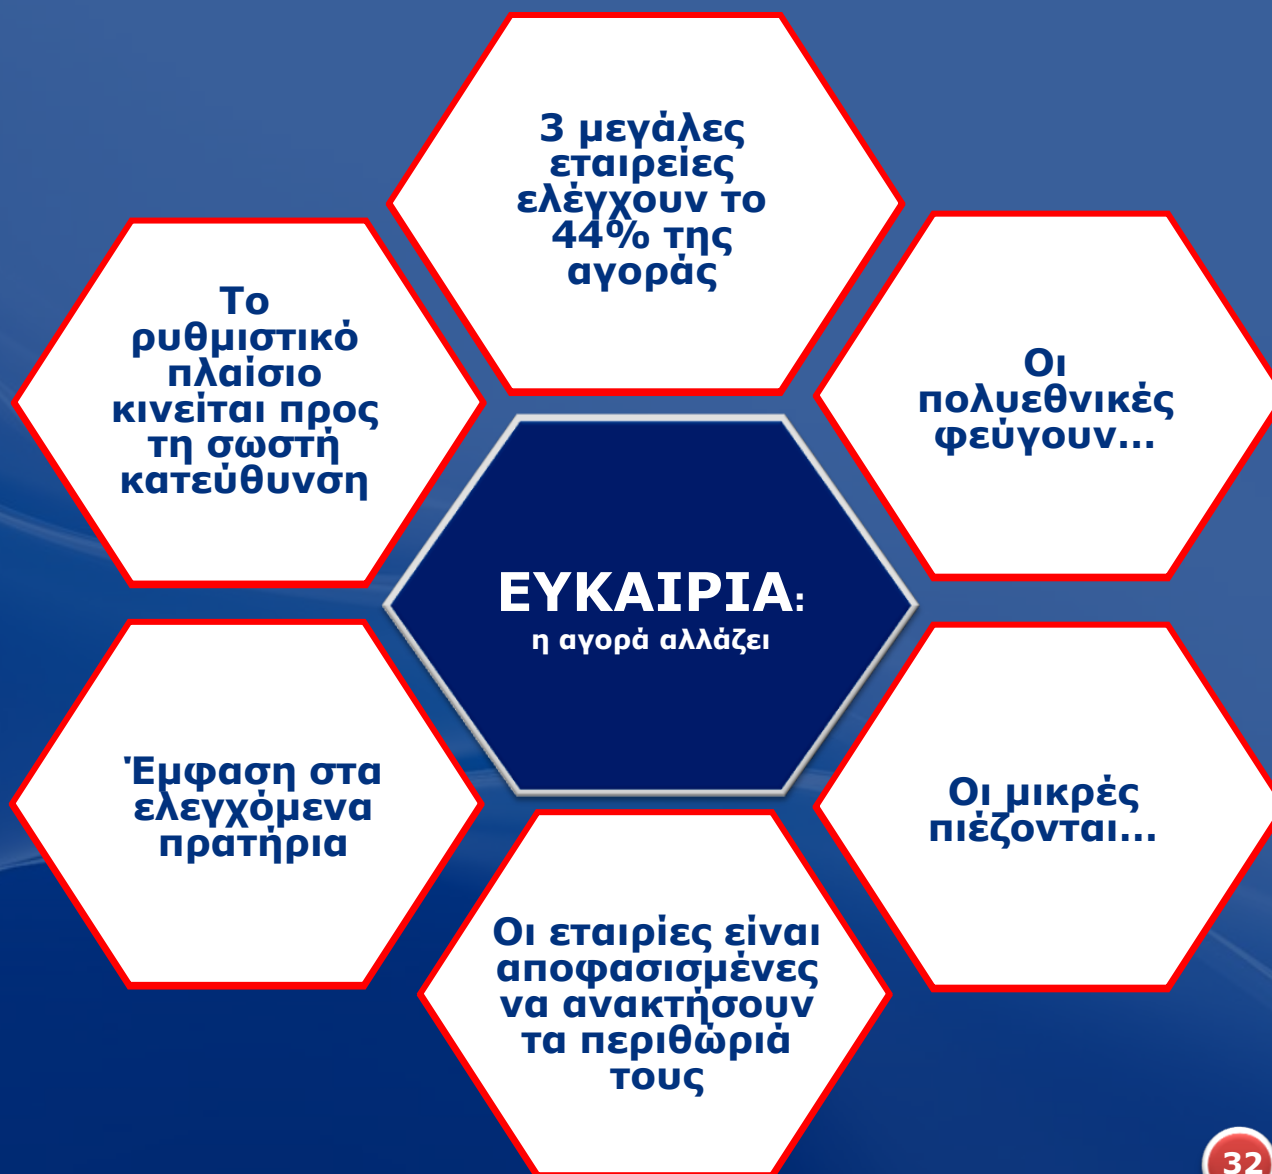 3 μεγάλες
εταιρείες
ελέγχουν το
44% της
αγοράς
Το
ρυθμιστικό
πλαίσιο
κινείται προς
τη σωστή
κατεύθυνση
Οι
πολυεθνικές
φεύγουν...
ΕΥΚΑΙΡΙΑ:
η αγορά αλλάζει
Έμφαση στα
ελεγχόμενα
πρατήρια
Οι μικρές
πιέζονται...
Οι εταιρίες είναι
αποφασισμένες
να ανακτήσουν
τα περιθώριά
τους
32